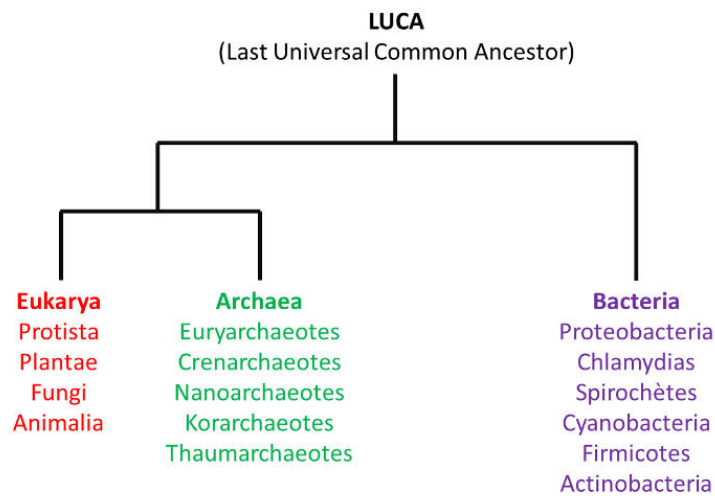 LUCA
(Last Universal Common Ancestor)
Eukarya
Protista
Plantae
Fungi
Animalia
Archaea
Euryarchaeotes
Crenarchaeotes
Nanoarchaeotes
Korarchaeotes
Thaumarchaeotes
Bacteria
Proteobacteria
Chlamydias
Spirochètes
Cyanobacteria
Firmicotes
Actinobacteria